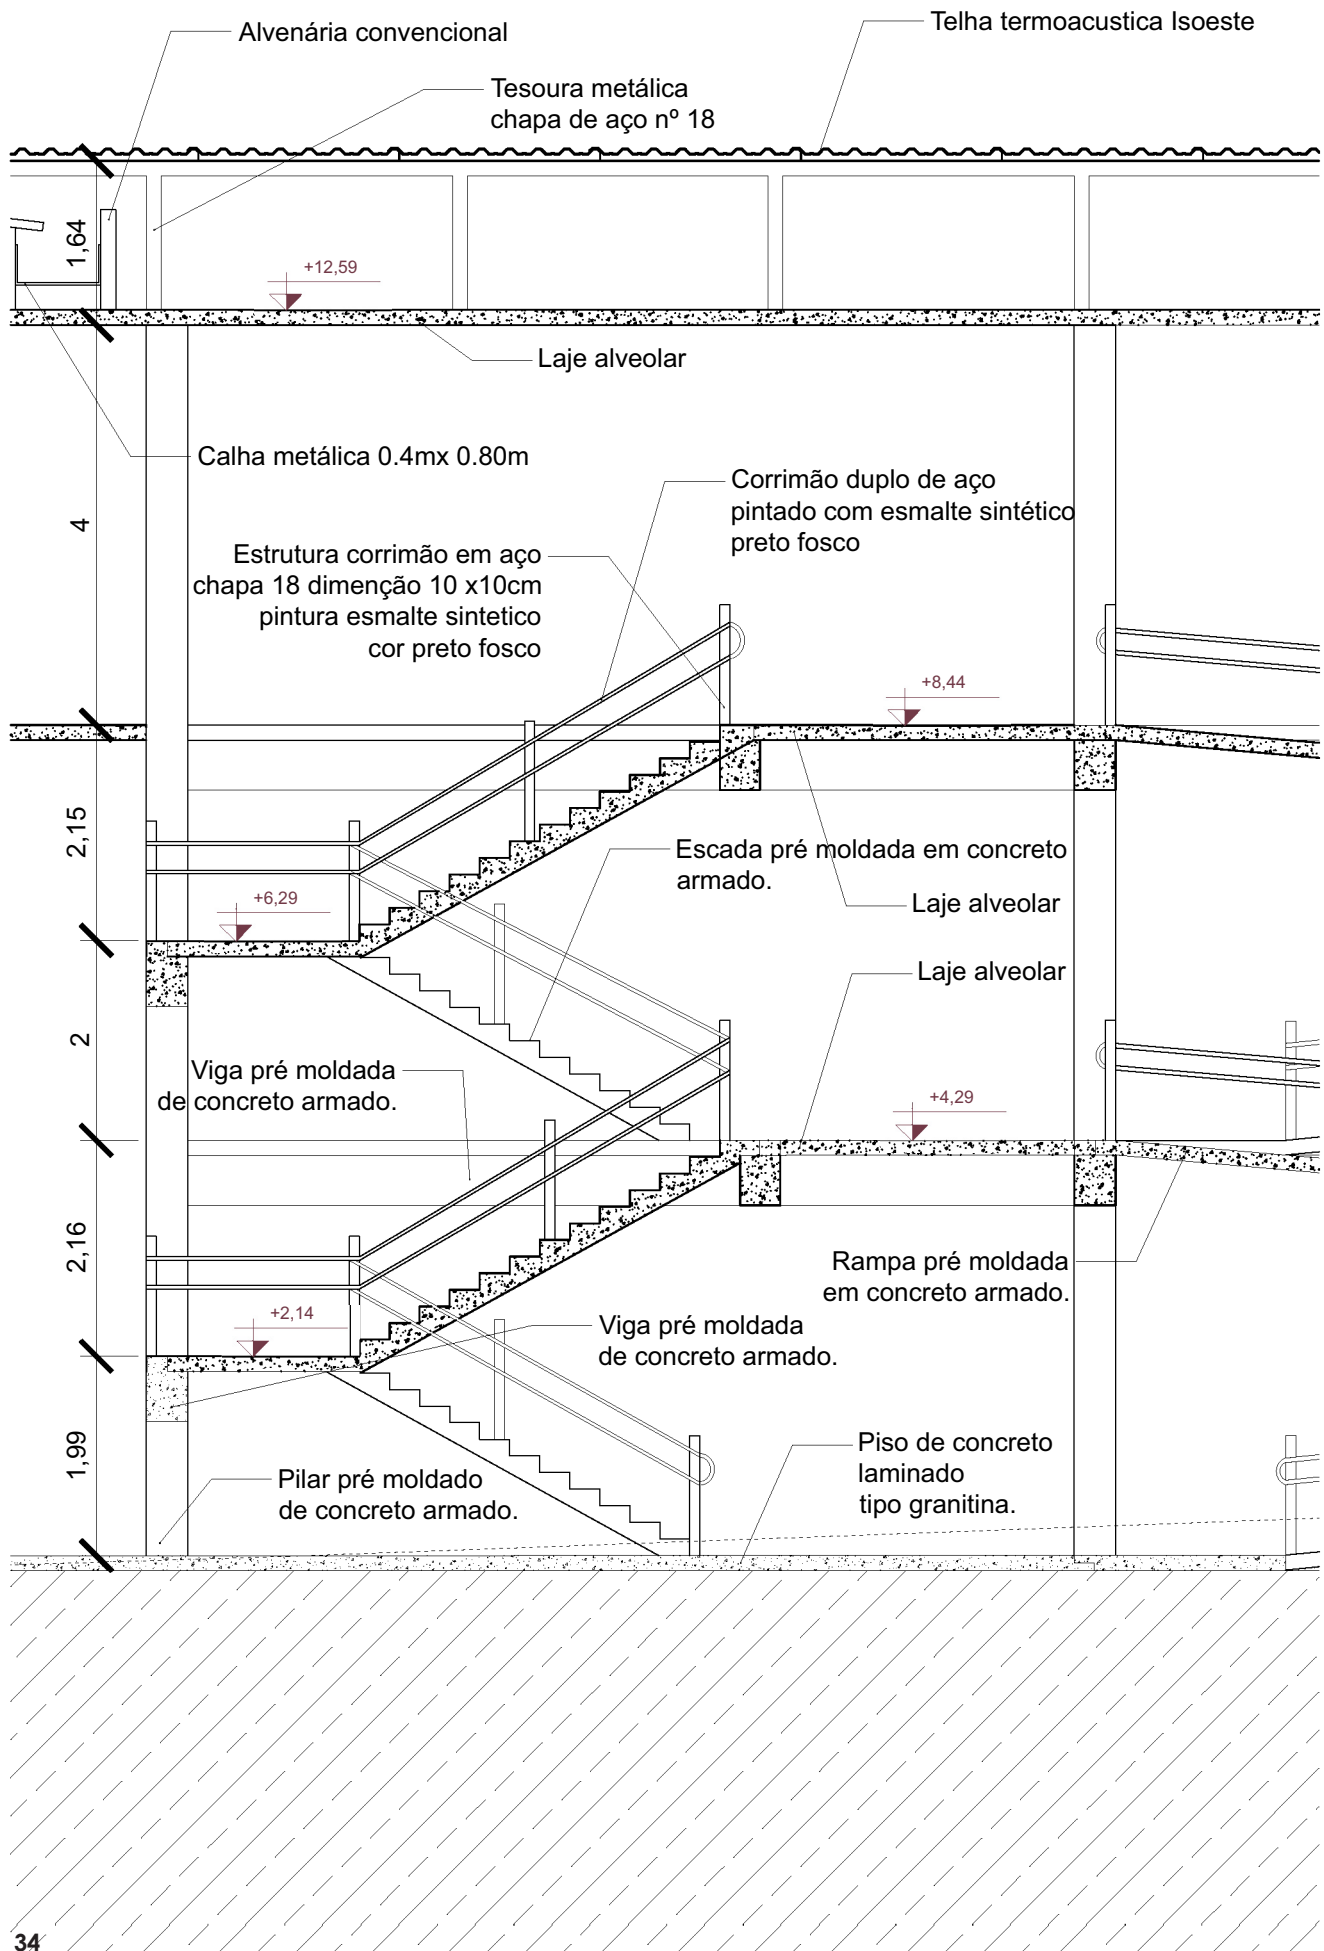 Alvenária convencional
Telha termoacustica Isoeste
Tesoura metálica
chapa de aço nº 18
1,64
+12,59
Laje alveolar
Calha metálica 0.4mx 0.80m
4
Corrimão duplo de aço
pintado com esmalte sintético
preto fosco
Estrutura corrimão em aço
chapa 18 dimenção 10 x10cm
pintura esmalte sintetico
cor preto fosco
+8,44
2,15
Escada pré moldada em concreto
armado.
+6,29
Laje alveolar
Laje alveolar
2
Viga pré moldada
de concreto armado.
+4,29
2,16
Rampa pré moldada
em concreto armado.
+2,14
Viga pré moldada
de concreto armado.
1,99
Pilar pré moldado
de concreto armado.
Piso de concreto
laminado
tipo granitina.
34